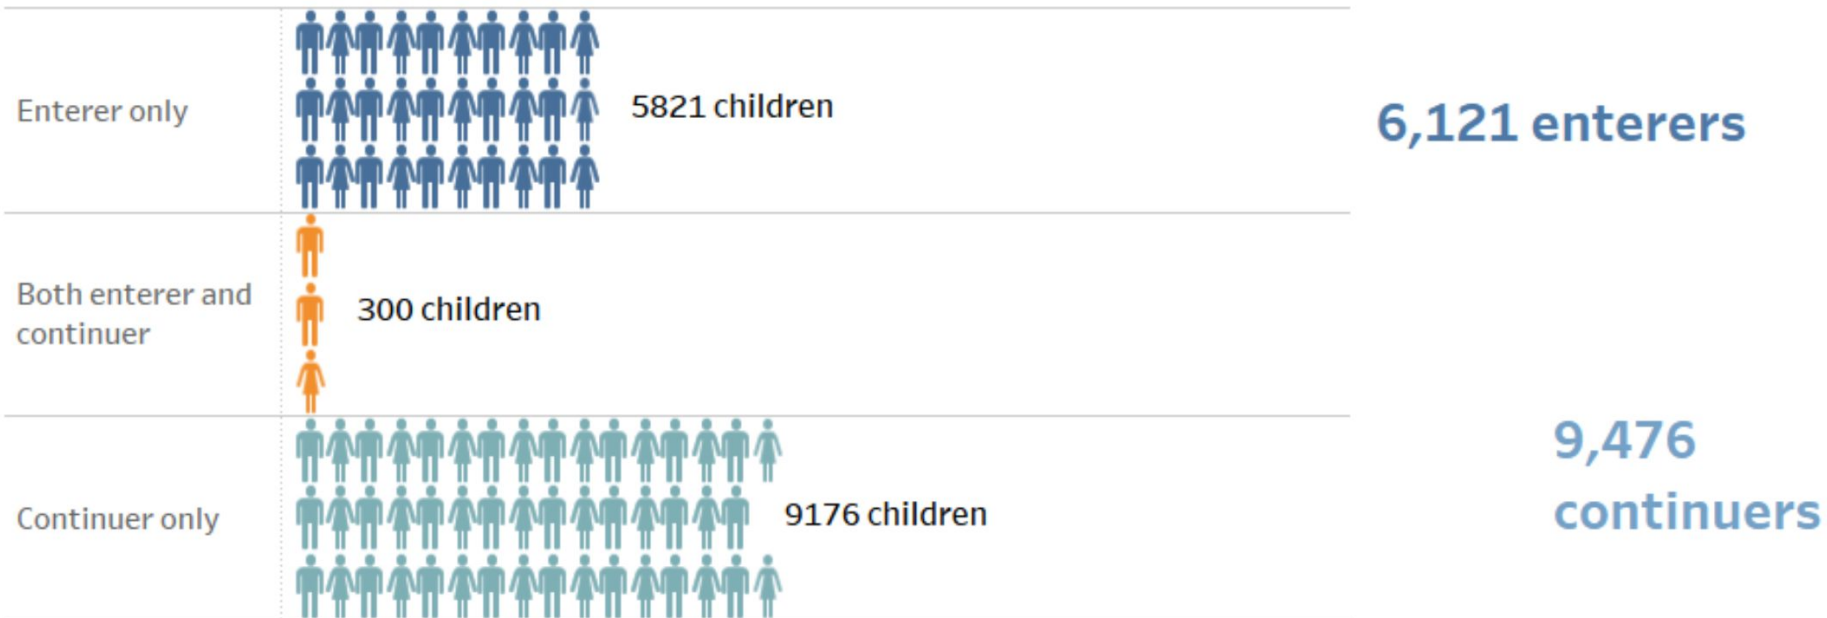 Enterer only
5821 children
6,121 enterers
Both enterer and
continuer
300 children
Continuer only
9176 children
9,476
continuers